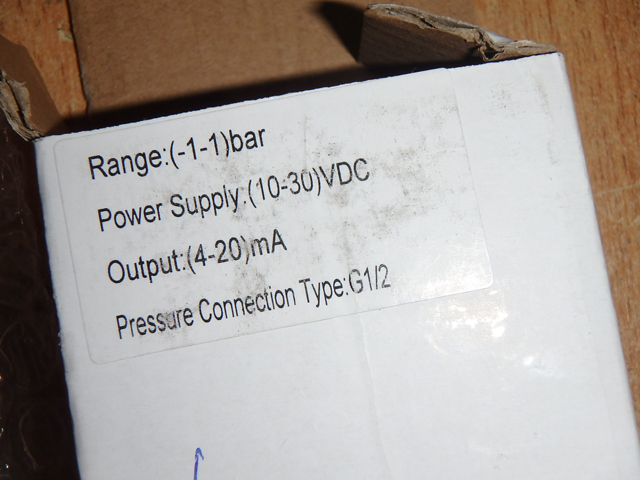 Range:(-1-1)bar
Power Supply:(10-30)VDC
Output:(4-20)mA
Pressure Connection Type:G1/2